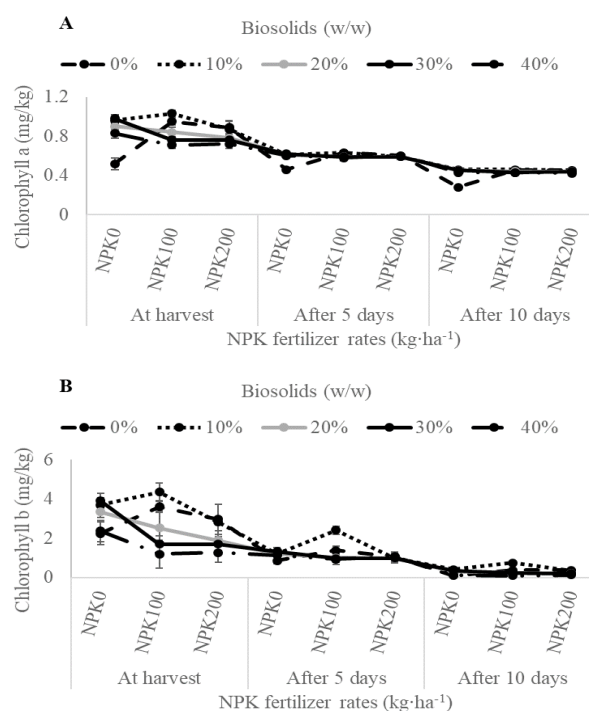 A
Biosolids (w/w)
0% 10% 20% 30% 40%
Chlorophyll a (mg/kg)
1.2
0.8
0.4
0
NPK0 NPK100 NPK200 NPK0 NPK100 NPK200 NPK0 NPK100 NPK200
At harvest After 5 days After 10 days
NPK fertilizer rates (kg·ha⁻¹)
B
Biosolids (w/w)
0% 10% 20% 30% 40%
Chlorophyll b (mg/kg)
6
4
2
0
NPK0 NPK100 NPK200 NPK0 NPK100 NPK200 NPK0 NPK100 NPK200
At harvest After 5 days After 10 days
NPK fertilizer rates (kg·ha⁻¹)